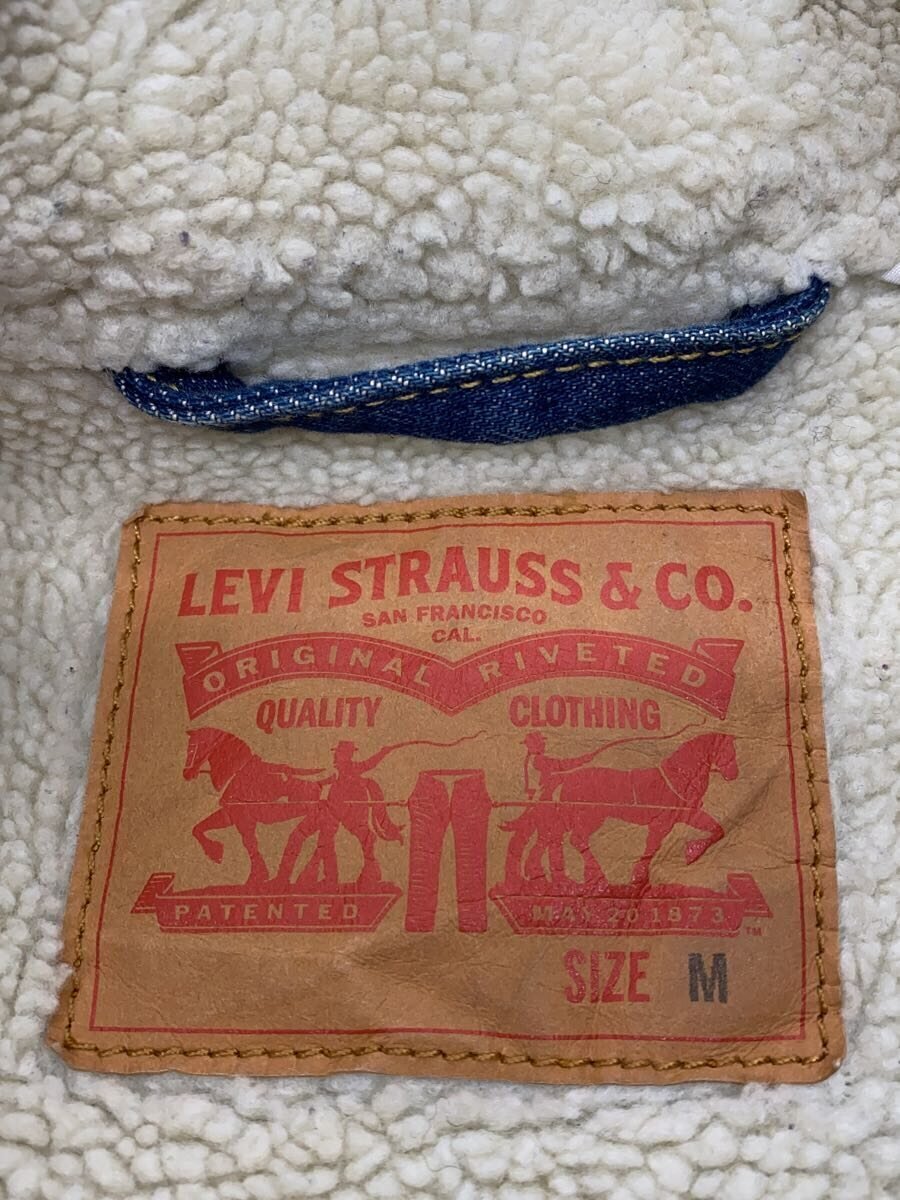 LEVI STRAUSS & CO.
SAN FRANCISCO
CAL.
ORIGINAL RIVETED
QUALITY CLOTHING
PATENTED MAY 20 1873
TM
SIZE M